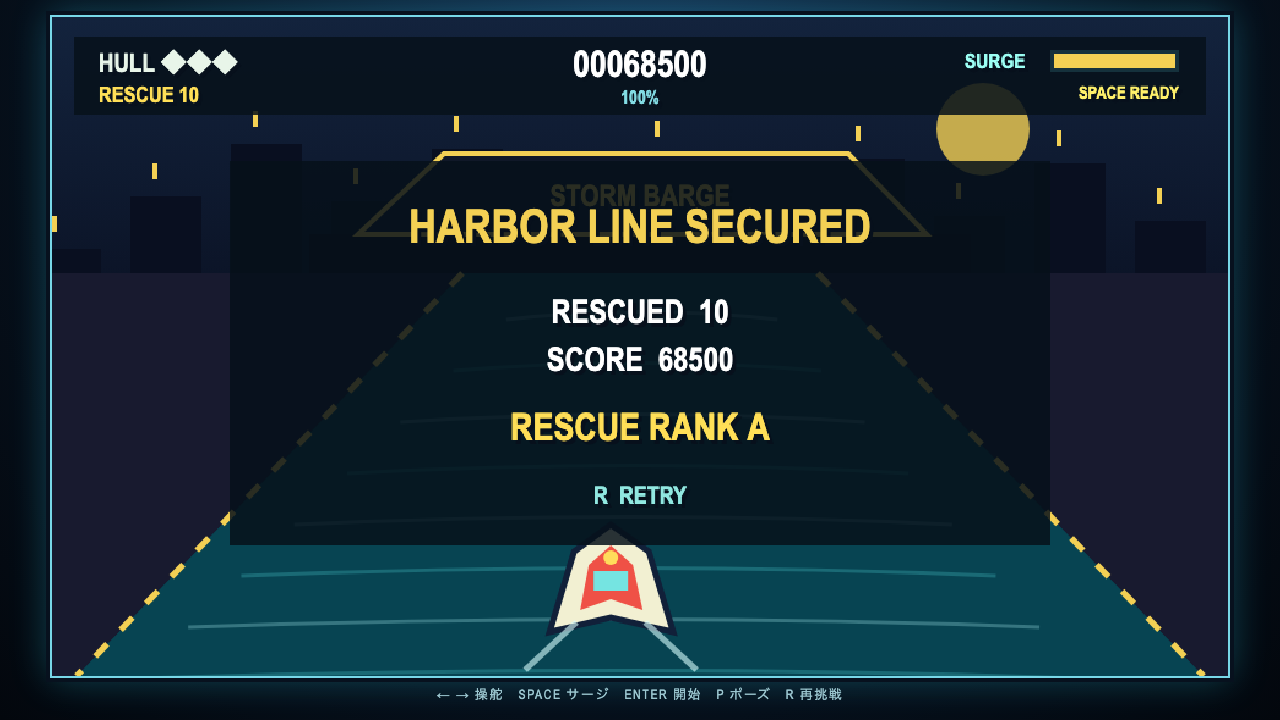 HULL
00068500
SURGE
RESCUE 10
100%
SPACE READY
STORM BARGE
HARBOR LINE SECURED
RESCUED 10
SCORE 68500
RESCUE RANK A
R RETRY
← → 操舵 SPACE サージ ENTER 開始 P ポーズ R 再挑戦